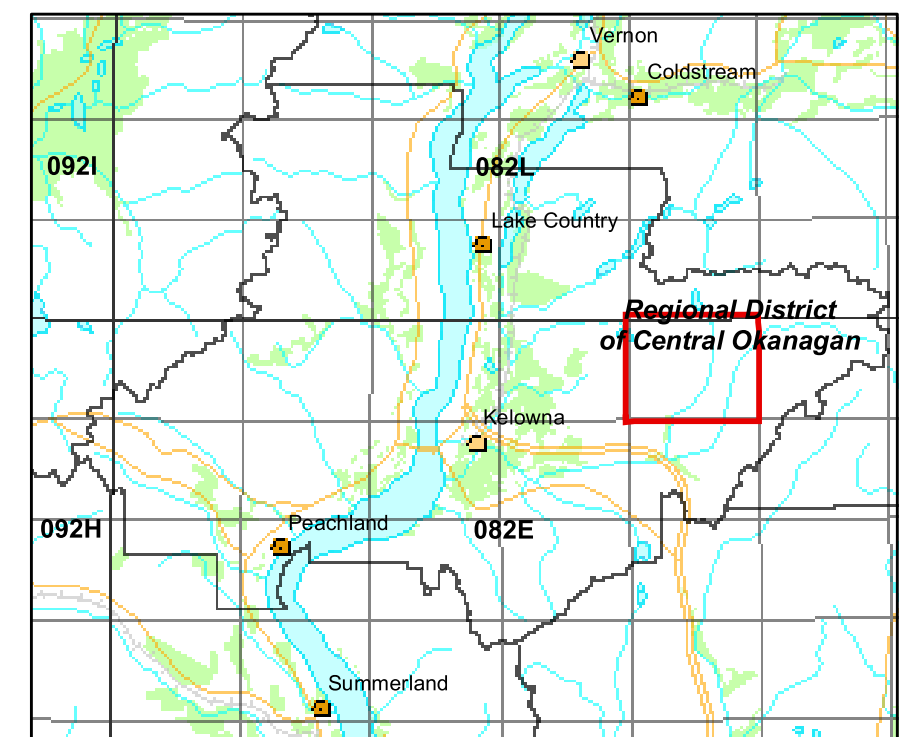 Vernon
Coldstream
092I
082L
Lake Country
Regional District
of Central Okanagan
Kelowna
092H
Peachland
082E
Summerland